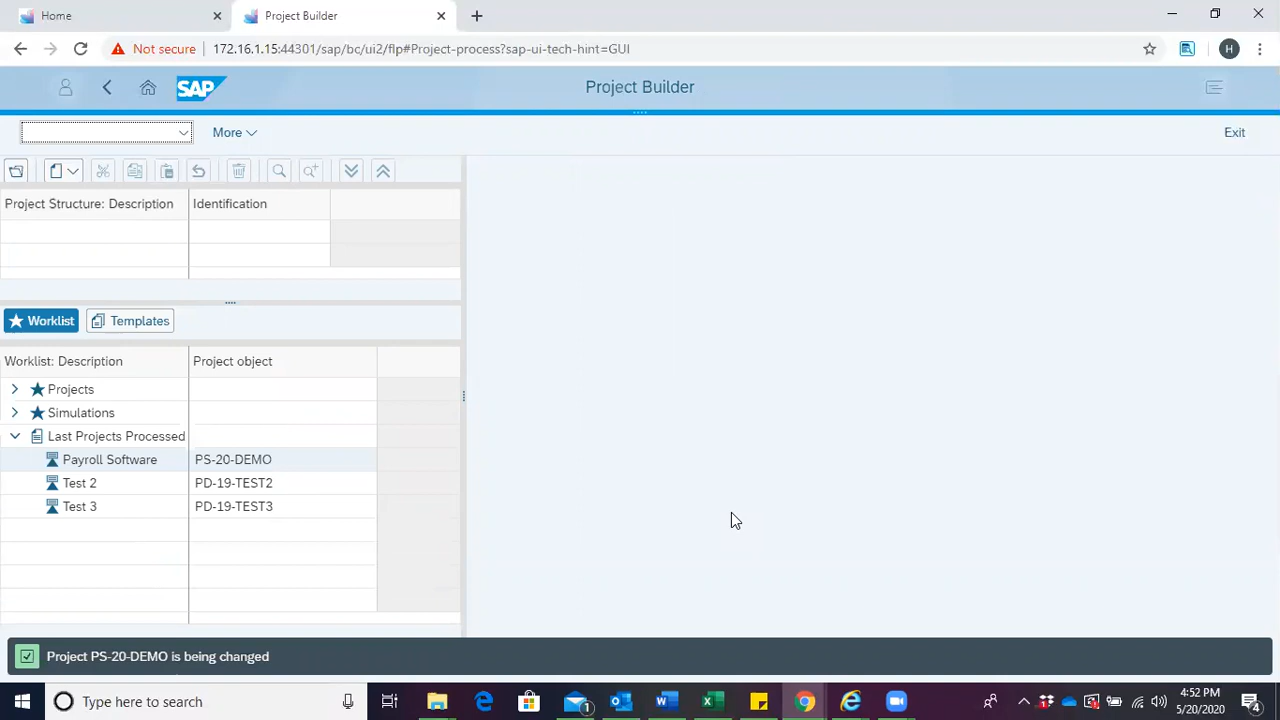 Home
Project Builder
Not secure
172.16.1.15:44301/sap/bc/ui2/flp#Project-process?sap-ui-tech-hint=GUI
H
SAP
Project Builder
More
Exit
Project Structure: Description
Identification
Worklist
Templates
Worklist: Description
Project object
Projects
Simulations
Last Projects Processed
Payroll Software
PS-20-DEMO
Test 2
PD-19-TEST2
Test 3
PD-19-TEST3
Project PS-20-DEMO is being changed
Type here to search
1
4:52 PM
5/20/2020
4